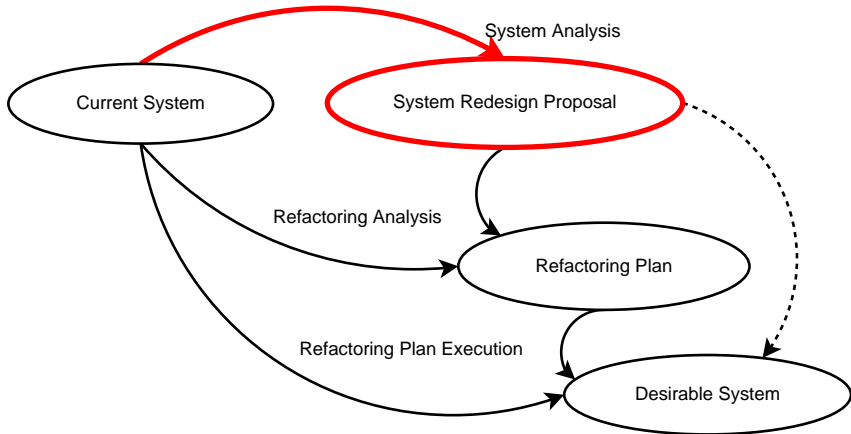 System Analysis
Current System
System Redesign Proposal
Refactoring Analysis
Refactoring Plan
Refactoring Plan Execution
Desirable System